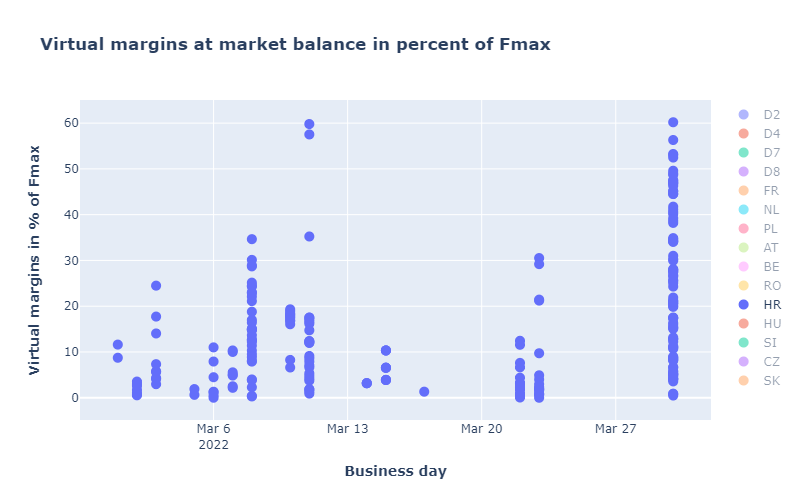 Virtual margins at market balance in percent of Fmax
Virtual margins in % of Fmax
60
50
40
30
20
10
0
Mar 6
2022
Mar 13
Mar 20
Mar 27
Business day
D2
D4
D7
D8
FR
NL
PL
AT
BE
RO
HR
HU
SI
CZ
SK